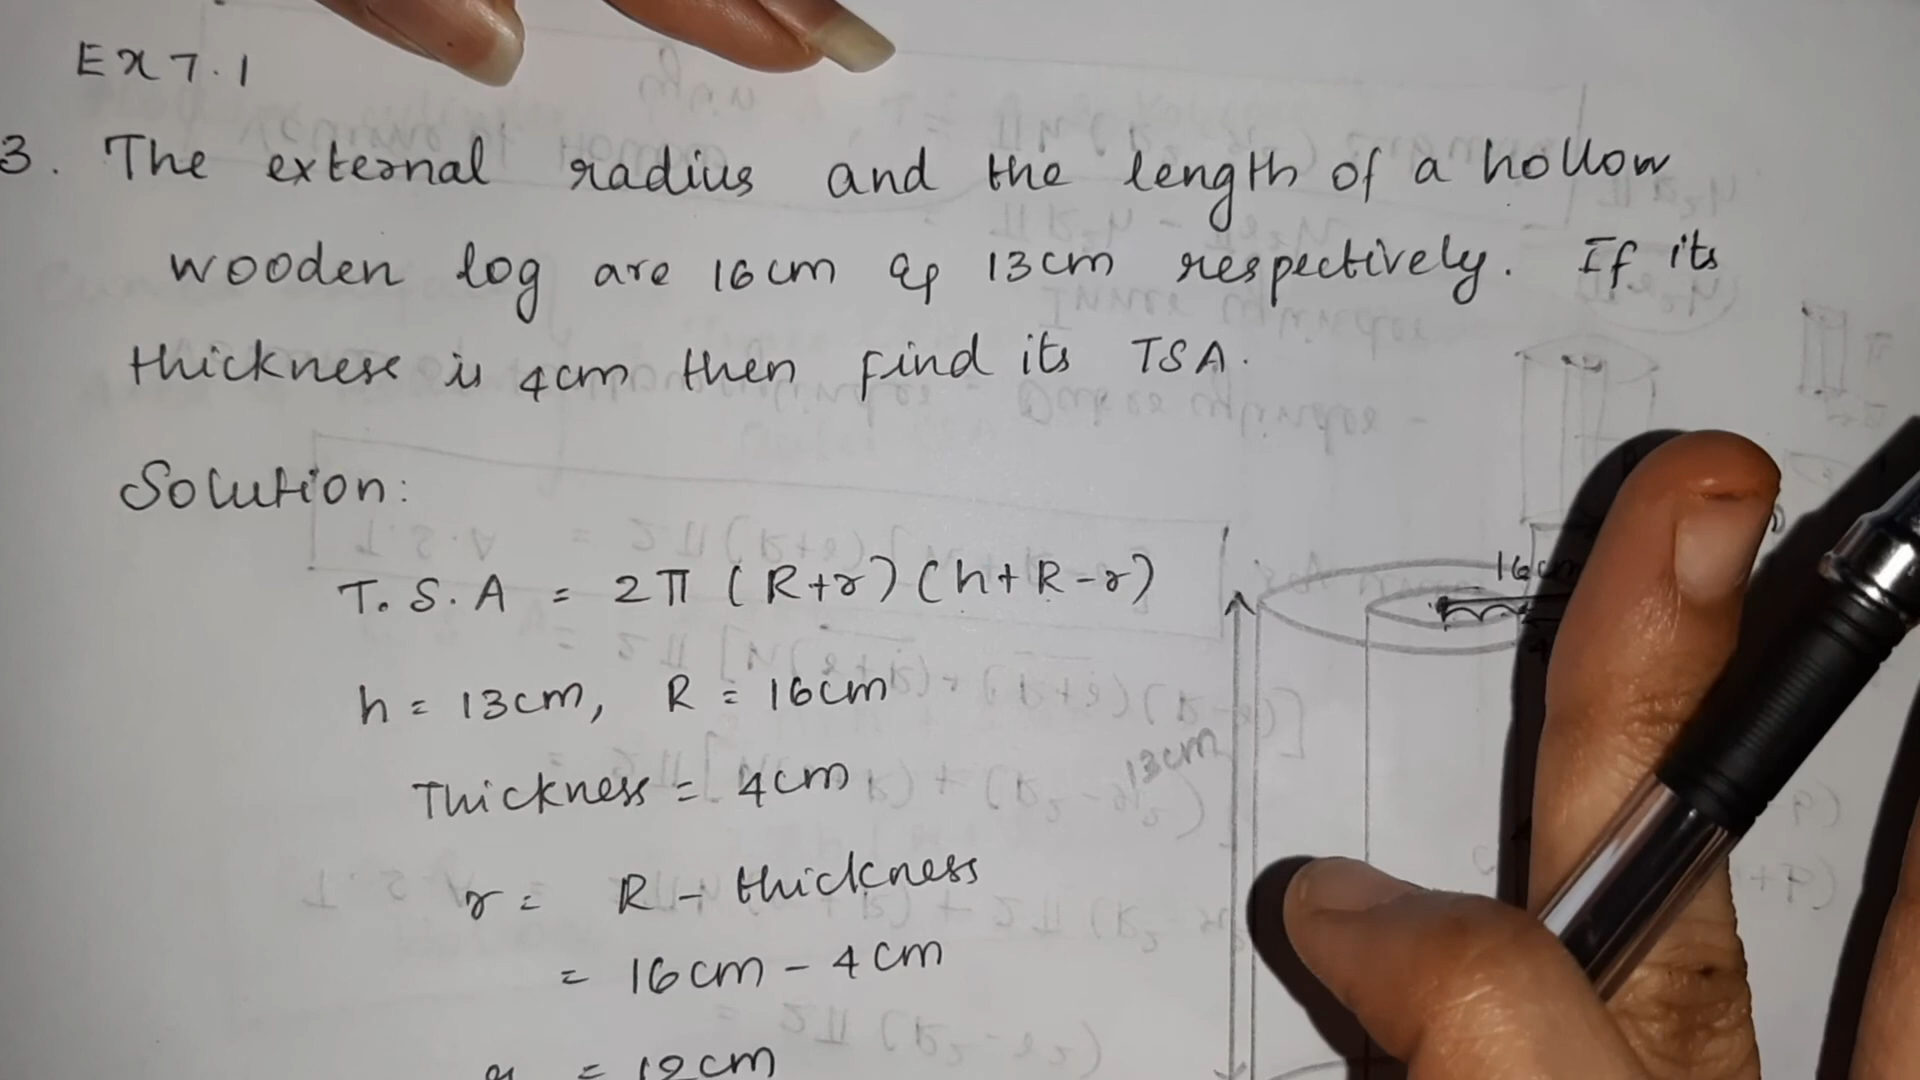 Ex 7.1
3. The external radius and the length of a hollow
wooden log are 16cm & 13cm respectively. If its
thickness is 4cm then find its TSA.
Solution:
T.S.A = 2π (R+r) (h+R-r)
h = 13cm, R = 16cm
Thickness = 4cm
r = R - thickness
= 16cm - 4cm
r = 12cm
16cm
13cm